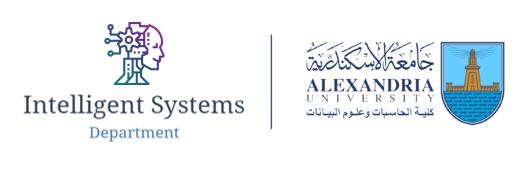 Intelligent Systems
Department
جامعة الإسكندرية
ALEXANDRIA
UNIVERSITY
كلية الحاسبات وعلوم البيانات